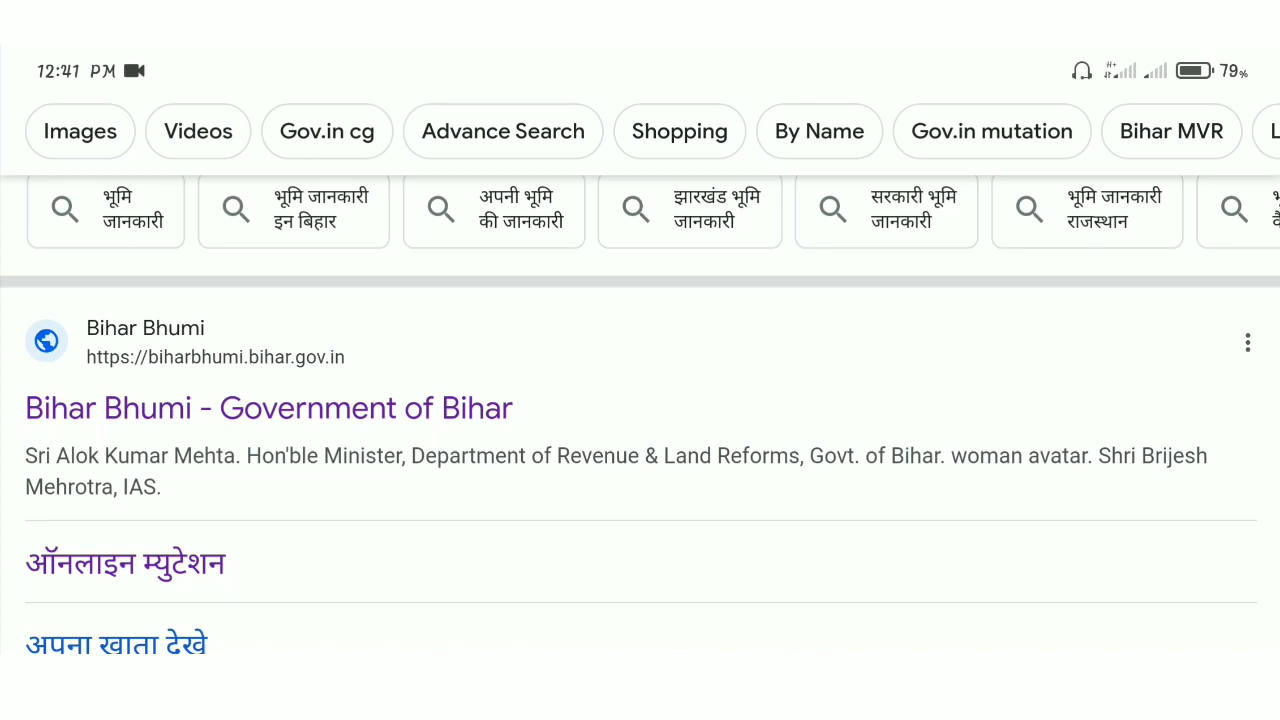 12:41 PM H+ 79%
Images Videos Gov.in cg Advance Search Shopping By Name Gov.in mutation Bihar MVR L
भूमि जानकारी
भूमि जानकारी इन बिहार
अपनी भूमि की जानकारी
झारखंड भूमि जानकारी
सरकारी भूमि जानकारी
भूमि जानकारी राजस्थान
Bihar Bhumi
https://biharbhumi.bihar.gov.in
Bihar Bhumi - Government of Bihar
Sri Alok Kumar Mehta. Hon'ble Minister, Department of Revenue & Land Reforms, Govt. of Bihar. woman avatar. Shri Brijesh
Mehrotra, IAS.
ऑनलाइन म्युटेशन
अपना खाता देखे